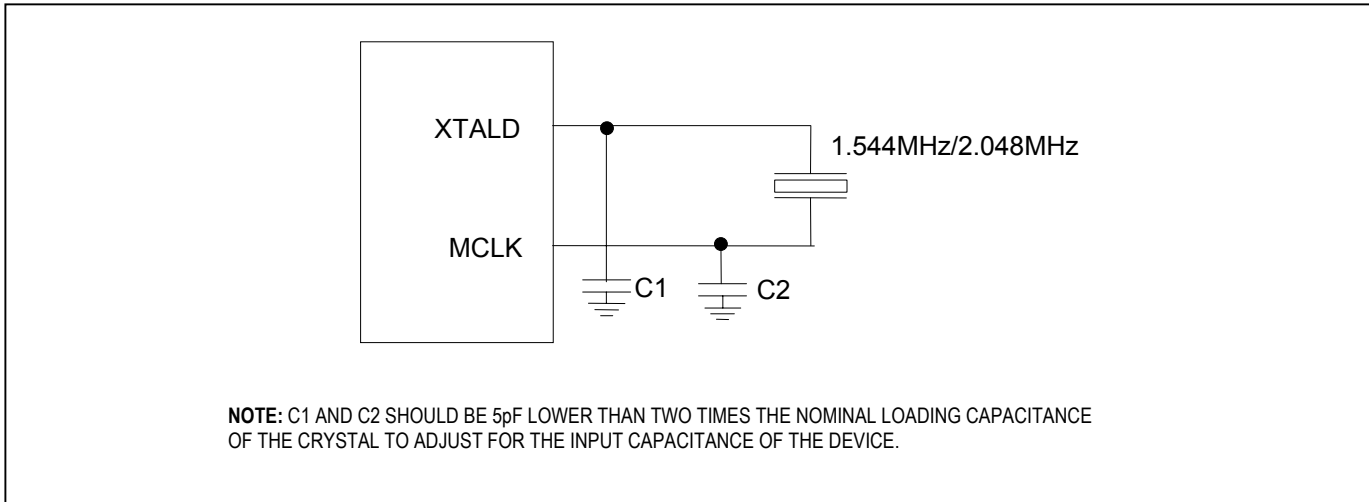 XTALD
1.544MHz/2.048MHz
MCLK
C1
C2
NOTE: C1 AND C2 SHOULD BE 5pF LOWER THAN TWO TIMES THE NOMINAL LOADING CAPACITANCE
OF THE CRYSTAL TO ADJUST FOR THE INPUT CAPACITANCE OF THE DEVICE.